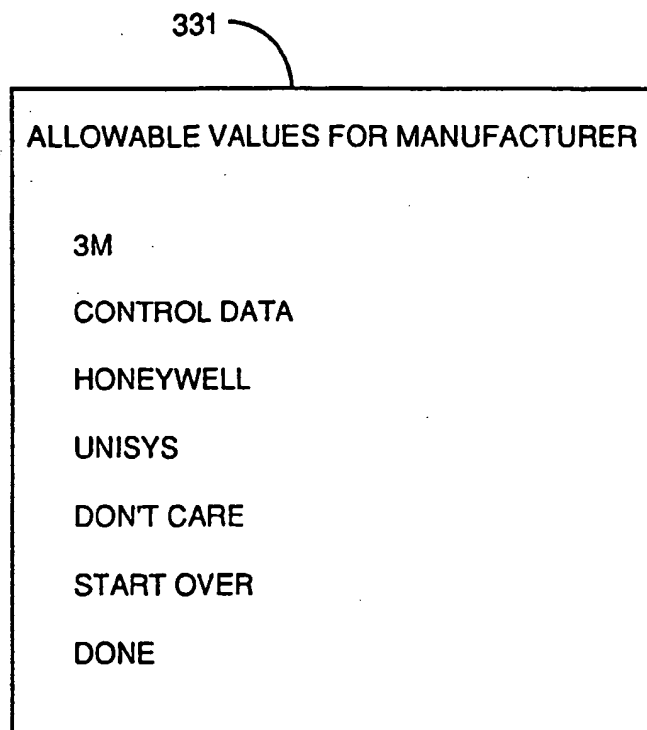 331
ALLOWABLE VALUES FOR MANUFACTURER
3M
CONTROL DATA
HONEYWELL
UNISYS
DON'T CARE
START OVER
DONE